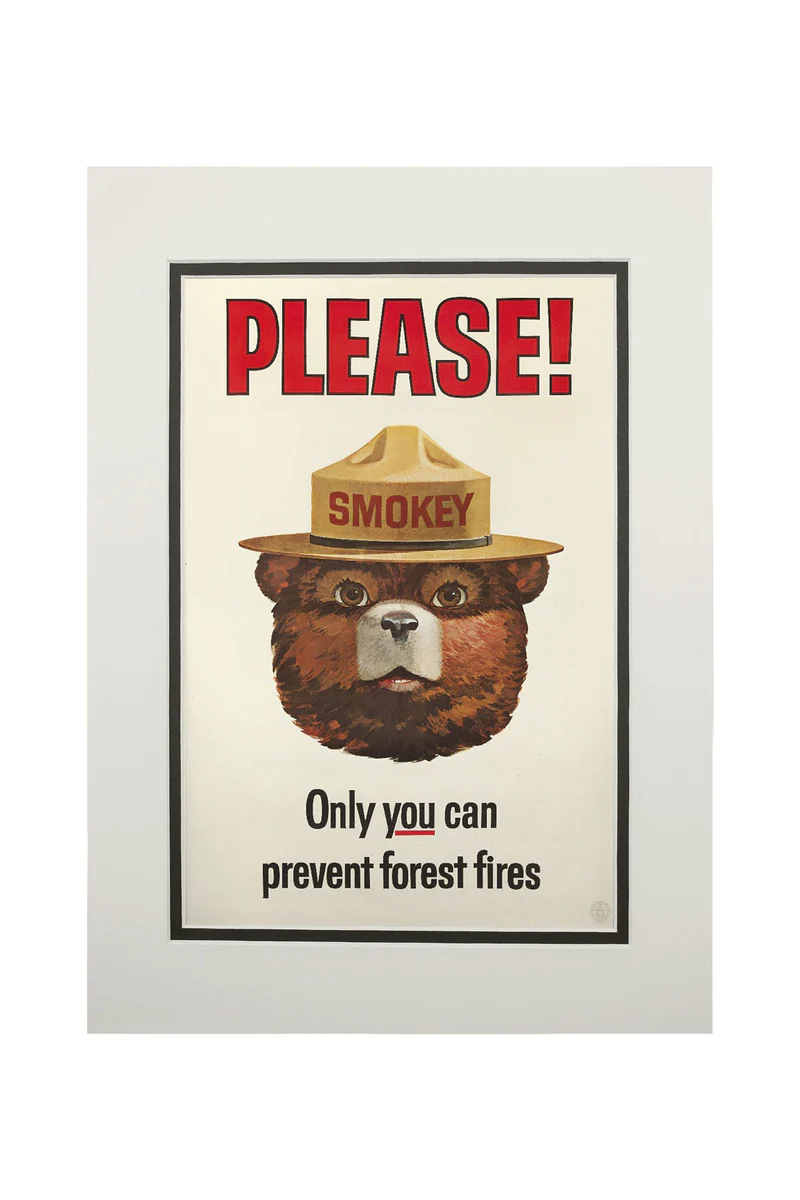 PLEASE!
SMOKEY
Only you can
prevent forest fires